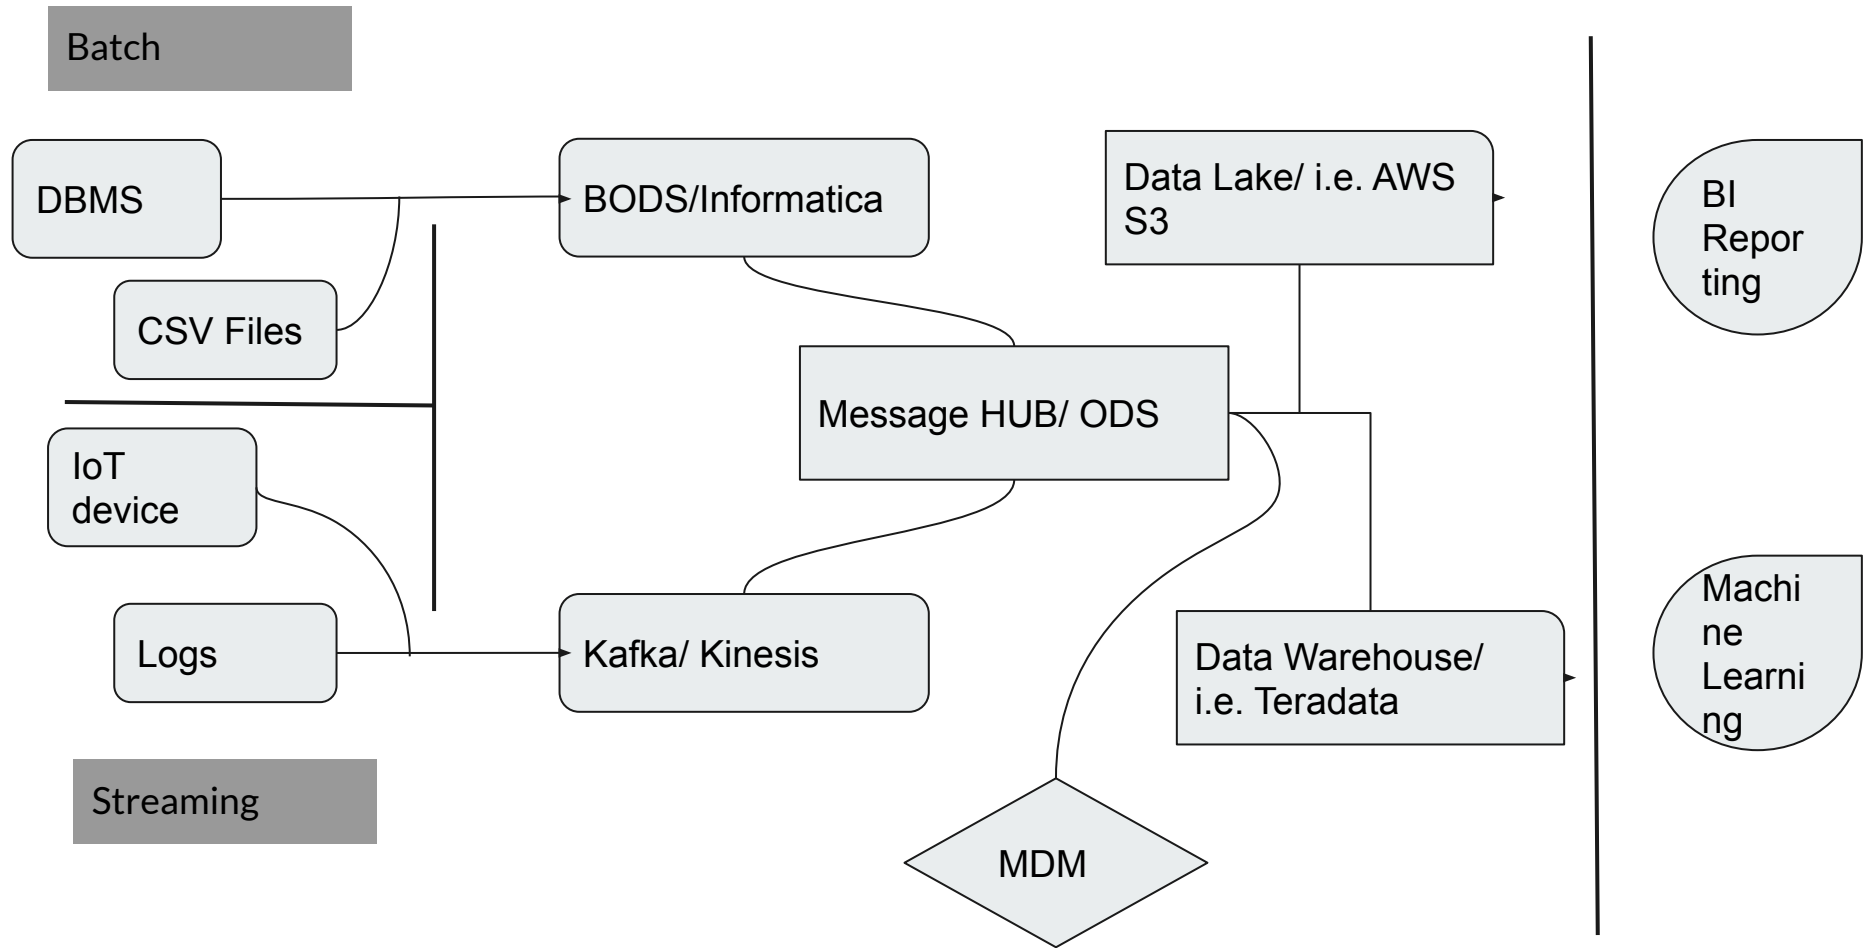 Batch
DBMS
BODS/Informatica
Data Lake/ i.e. AWS
S3
BI
Repor
ting
CSV Files
Message HUB/ ODS
IoT
device
Logs
Kafka/ Kinesis
Data Warehouse/
i.e. Teradata
Machi
ne
Learni
ng
Streaming
MDM